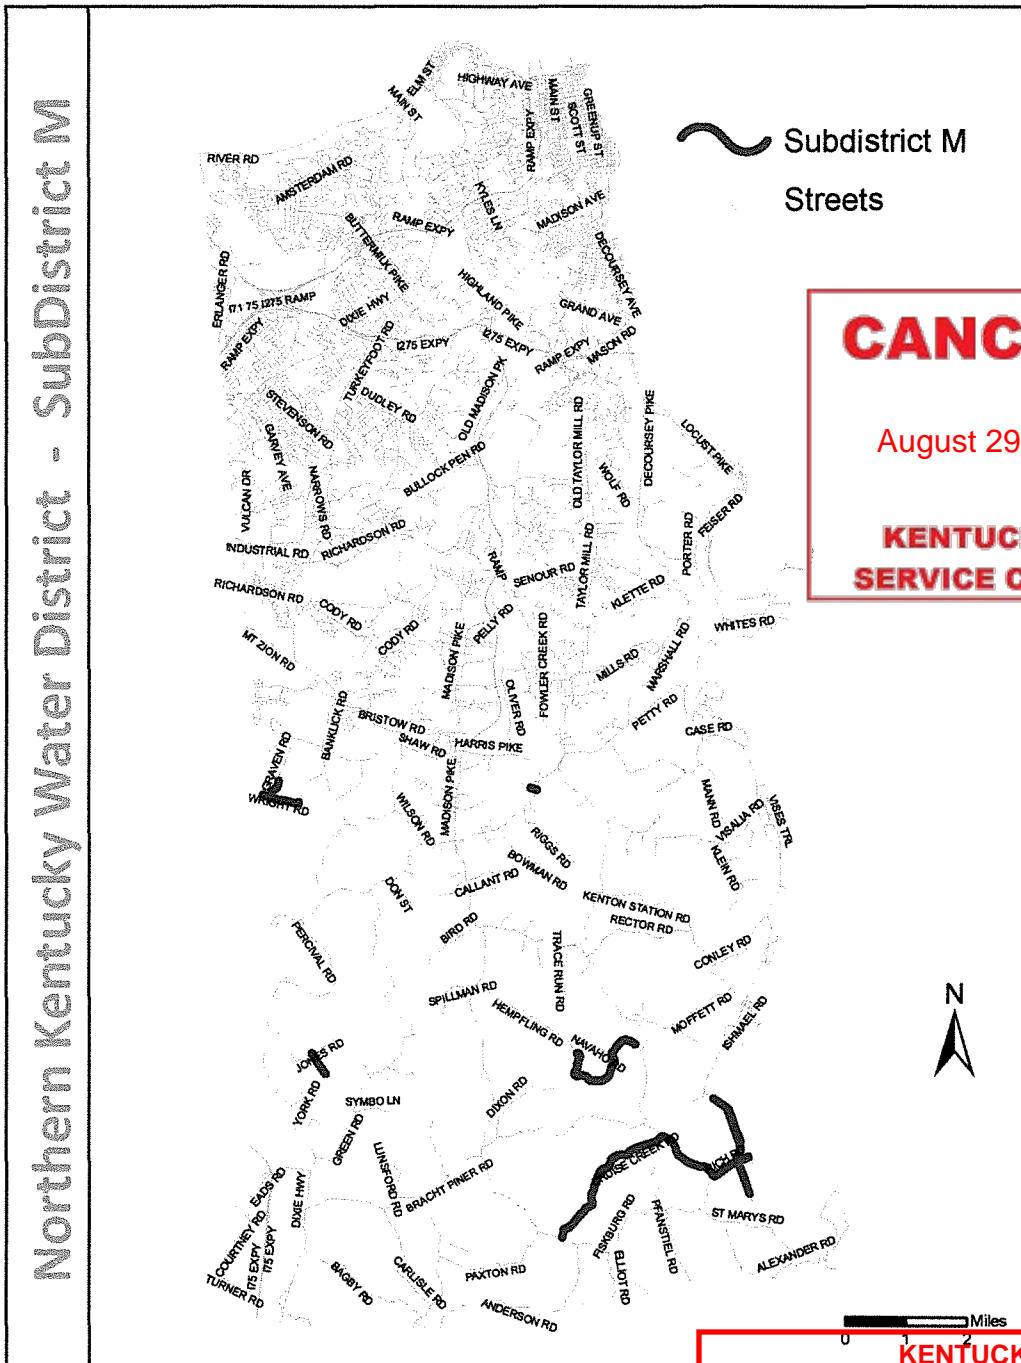 Northern Kentucky Water District - SubDistrict M
Subdistrict M
Streets
CANC
August 29
KENTUC
SERVICE C
ELM ST
MAIN ST
HIGHWAY AVE
RAMP EXPY
MAIN ST
SCOTT ST
GREENUP ST
RIVER RD
AMSTERDAM RD
KYLES LN
MADISON AVE
RAMP EXPY
BUTTERMILK PIKE
DECOURSEY AVE
ERLANGER RD
I71 75 I275 RAMP
DIXIE HWY
HIGHLAND PIKE
GRAND AVE
RAMP EXPY
TURKEYFOOT RD
I275 EXPY
I275 EXPY
RAMP EXPY
MASON RD
DUDLEY RD
OLD MADISON PK
STEVENSON RD
GARVEY AVE
OLD TAYLOR MILL RD
DECOURSEY PIKE
LOCUST PIKE
VULCAN DR
NARROWS RD
BULLOCK PEN RD
WOLF RD
FEISER RD
INDUSTRIAL RD
RICHARDSON RD
PORTER RD
RAMP
SENOUR RD
TAYLOR MILL RD
KLETTE RD
RICHARDSON RD
CODY RD
CODY RD
PELLY RD
WHITES RD
MT ZION RD
MADISON PIKE
FOWLER CREEK RD
MILLS RD
MARSHALL RD
BANKLICK RD
OLIVER RD
PETTY RD
BRISTOW RD
SHAW RD
HARRIS PIKE
CASE RD
CRAVEN RD
WRIGHT RD
WILSON RD
MADISON PIKE
MANN RD
VISALIA RD
VISES TRL
RIGGS RD
BOWMAN RD
KLEIN RD
DON ST
CALLANT RD
KENTON STATION RD
RECTOR RD
BIRD RD
PERCIVAL RD
TRACE RUN RD
CONLEY RD
SPILLMAN RD
HEMPFLING RD
MOFFETT RD
ISHMAEL RD
N
NAVAHO RD
JONES RD
YORK RD
SYMBO LN
DIXON RD
GREEN RD
LUNSFORD RD
BRACHT PINER RD
CREEK RD
EADS RD
DIXIE HWY
COURTNEY RD
I75 EXPY
I75 EXPY
TURNER RD
FISKBURG RD
PFANSTIEL RD
ST MARYS RD
ALEXANDER RD
BAGBY RD
CARLISLE RD
PAXTON RD
ELLIOT RD
ANDERSON RD
Miles
0 1 2
KENTUCK